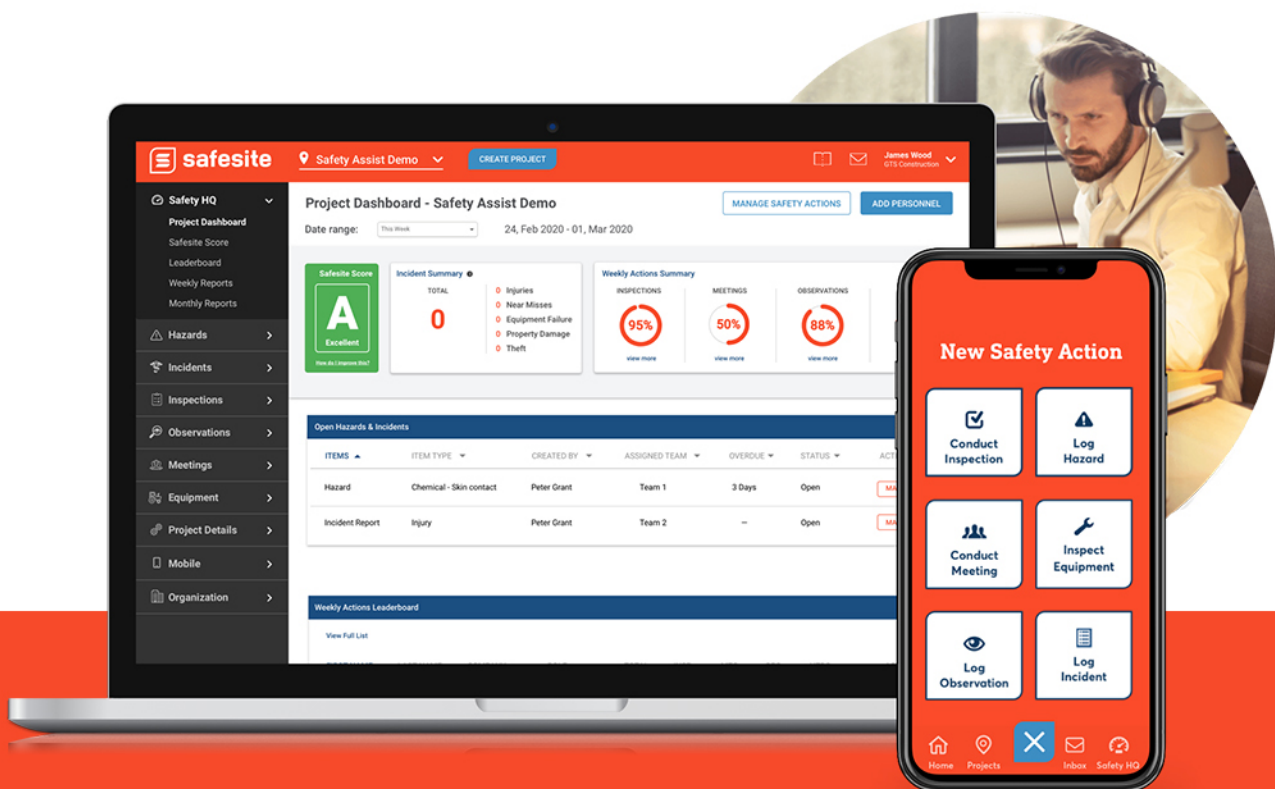 safesite
Safety Assist Demo
CREATE PROJECT
James Wood
GTS Construction
Safety HQ
Project Dashboard
Safesite Score
Leaderboard
Weekly Reports
Monthly Reports
Hazards
Incidents
Inspections
Observations
Meetings
Equipment
Project Details
Mobile
Organization
Project Dashboard - Safety Assist Demo
MANAGE SAFETY ACTIONS
ADD PERSONNEL
Date range:
This Week
24, Feb 2020 - 01, Mar 2020
Safesite Score
A
Excellent
How do I improve this?
Incident Summary
TOTAL
0
0 Injuries
0 Near Misses
0 Equipment Failure
0 Property Damage
0 Theft
Weekly Actions Summary
INSPECTIONS MEETINGS OBSERVATIONS
95% 50% 88%
view more view more view more
Open Hazards & Incidents
ITEMS ITEM TYPE CREATED BY ASSIGNED TEAM OVERDUE STATUS
Hazard Chemical - Skin contact Peter Grant Team 1 3 Days Open
Incident Report Injury Peter Grant Team 2 – Open
Weekly Actions Leaderboard
View Full List
New Safety Action
Conduct
Inspection
Log
Hazard
Conduct
Meeting
Inspect
Equipment
Log
Observation
Log
Incident
Home Projects Inbox Safety HQ